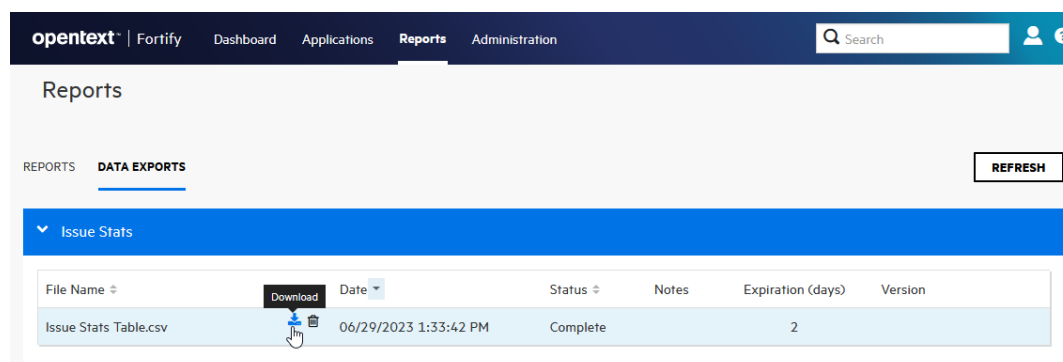 opentext™ | Fortify Dashboard Applications Reports Administration Search
Reports
REPORTS DATA EXPORTS REFRESH
Issue Stats
File Name Date Status Notes Expiration (days) Version
Download
Issue Stats Table.csv 06/29/2023 1:33:42 PM Complete 2